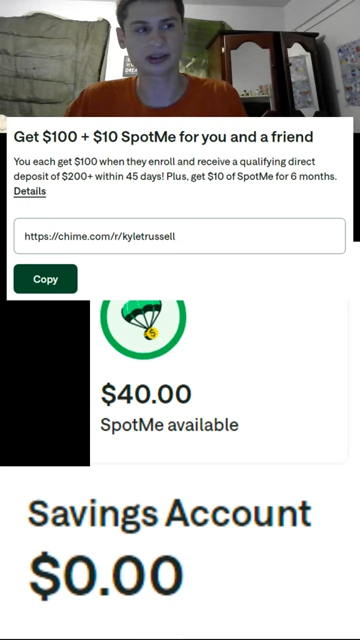 Get $100 + $10 SpotMe for you and a friend
You each get $100 when they enroll and receive a qualifying direct
deposit of $200+ within 45 days! Plus, get $10 of SpotMe for 6 months.
Details
https://chime.com/r/kyletrussell
Copy
$40.00
SpotMe available
Savings Account
$0.00